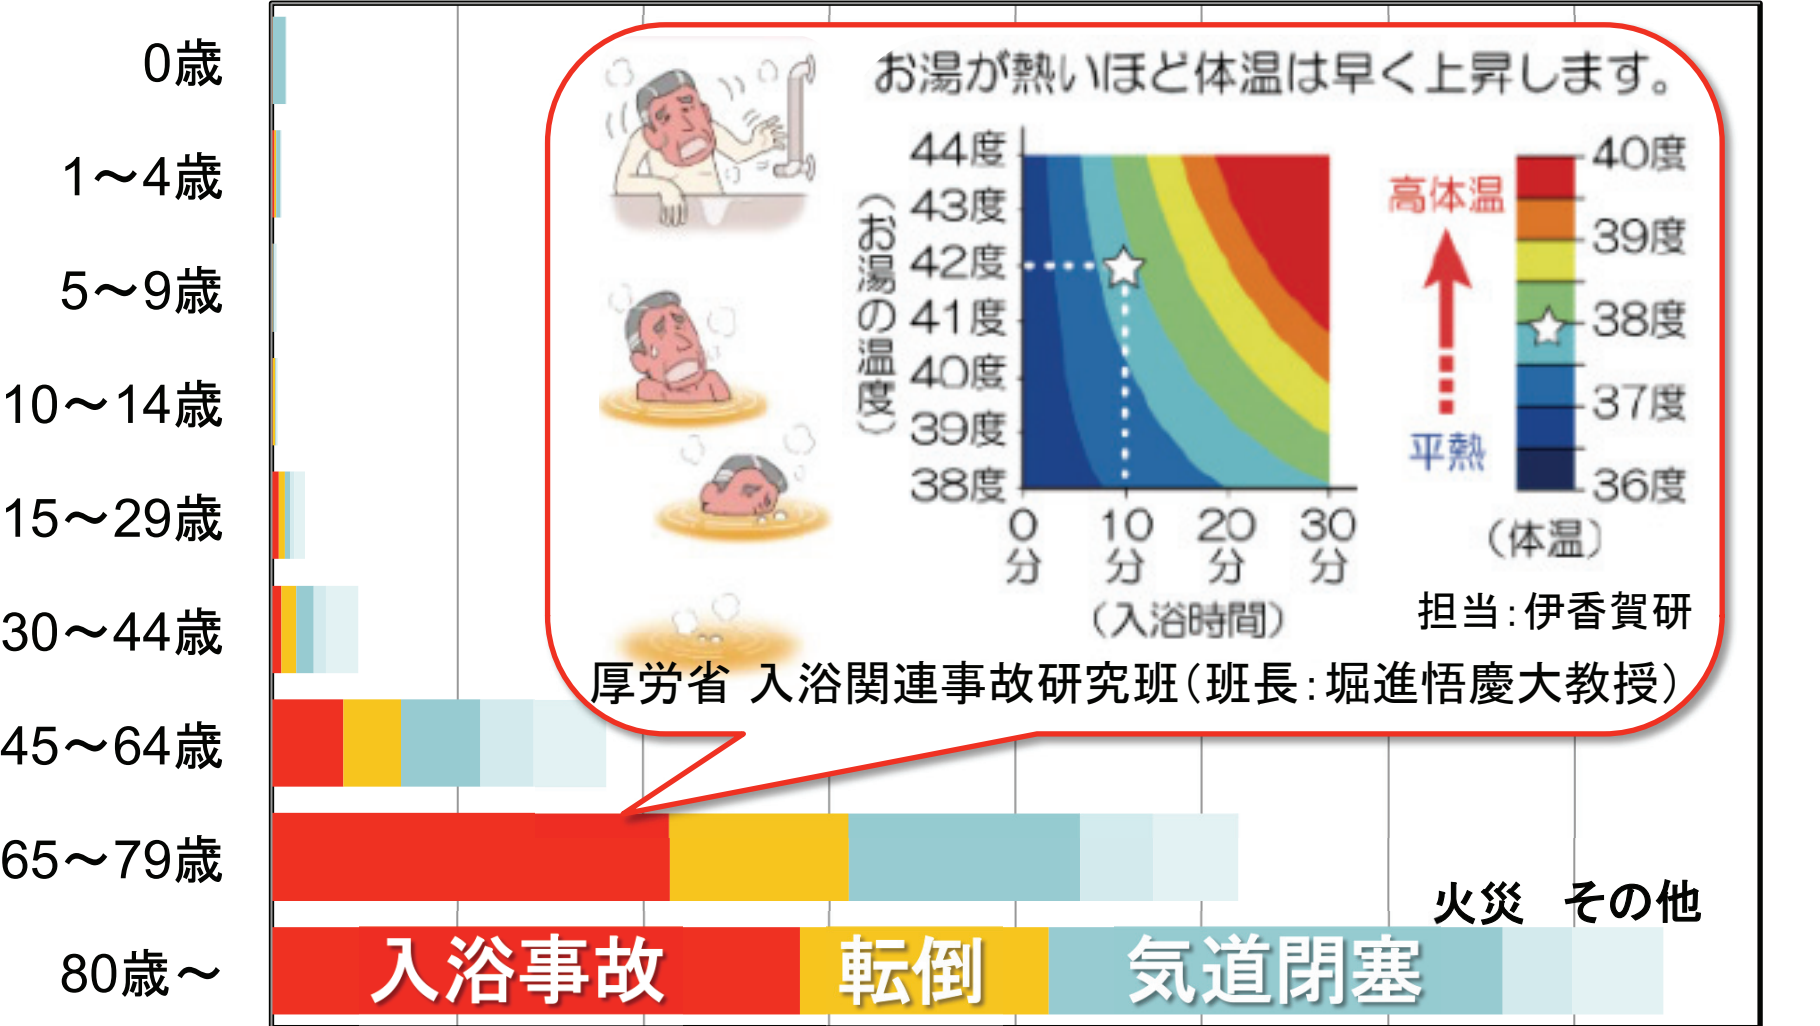 0歳
1～4歳
5～9歳
10～14歳
15～29歳
30～44歳
45～64歳
65～79歳
80歳～
お湯が熱いほど体温は早く上昇します。
（お湯の温度）
44度
43度
42度
41度
40度
39度
38度
0分
10分
20分
30分
（入浴時間）
高体温
平熱
40度
39度
38度
37度
36度
（体温）
担当：伊香賀研
厚労省 入浴関連事故研究班（班長：堀進悟慶大教授）
火災 その他
入浴事故 転倒 気道閉塞